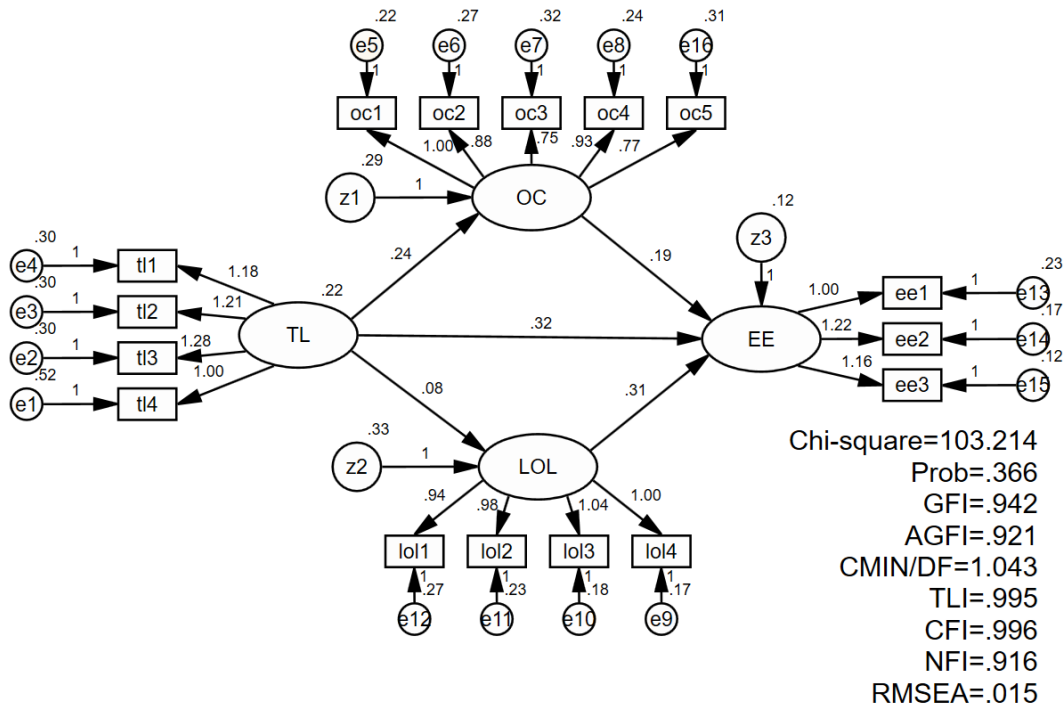 .22 .27 .32 .24 .31
e5 e6 e7 e8 e16
1 1 1 1 1
oc1 oc2 oc3 oc4 oc5
1.00 .88 .75 .93 .77
.29
z1 1 OC
.12
z3
1
.24 .19
.30
e4 1 tl1 1.18
.30
e3 1 tl2 1.21
.30
e2 1 tl3 1.28
.52
e1 1 tl4 1.00
.22
TL
.32
EE
1.00 ee1 1 e13 .23
1.22 ee2 1 e14 .17
1.16 ee3 1 e15 .12
.08 .31
.33
z2 1 LOL
.94 .98 1.04 1.00
lol1 lol2 lol3 lol4
1 1 1 1
.27 .23 .18 .17
e12 e11 e10 e9
Chi-square=103.214
Prob=.366
GFI=.942
AGFI=.921
CMIN/DF=1.043
TLI=.995
CFI=.996
NFI=.916
RMSEA=.015